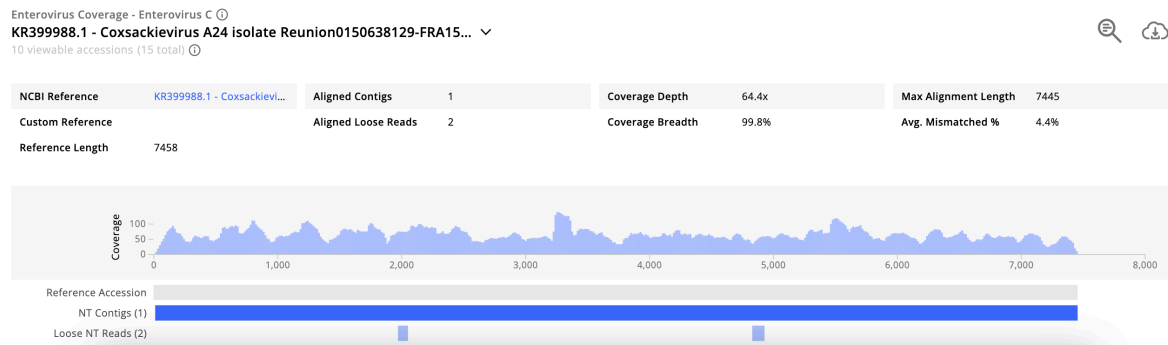 Enterovirus Coverage - Enterovirus C
KR399988.1 - Coxsackievirus A24 isolate Reunion0150638129-FRA15...
10 viewable accessions (15 total)
NCBI Reference KR399988.1 - Coxsackievi... Aligned Contigs 1 Coverage Depth 64.4x Max Alignment Length 7445
Custom Reference Aligned Loose Reads 2 Coverage Breadth 99.8% Avg. Mismatched % 4.4%
Reference Length 7458
Coverage
100
50
0
0 1,000 2,000 3,000 4,000 5,000 6,000 7,000 8,000
Reference Accession
NT Contigs (1)
Loose NT Reads (2)